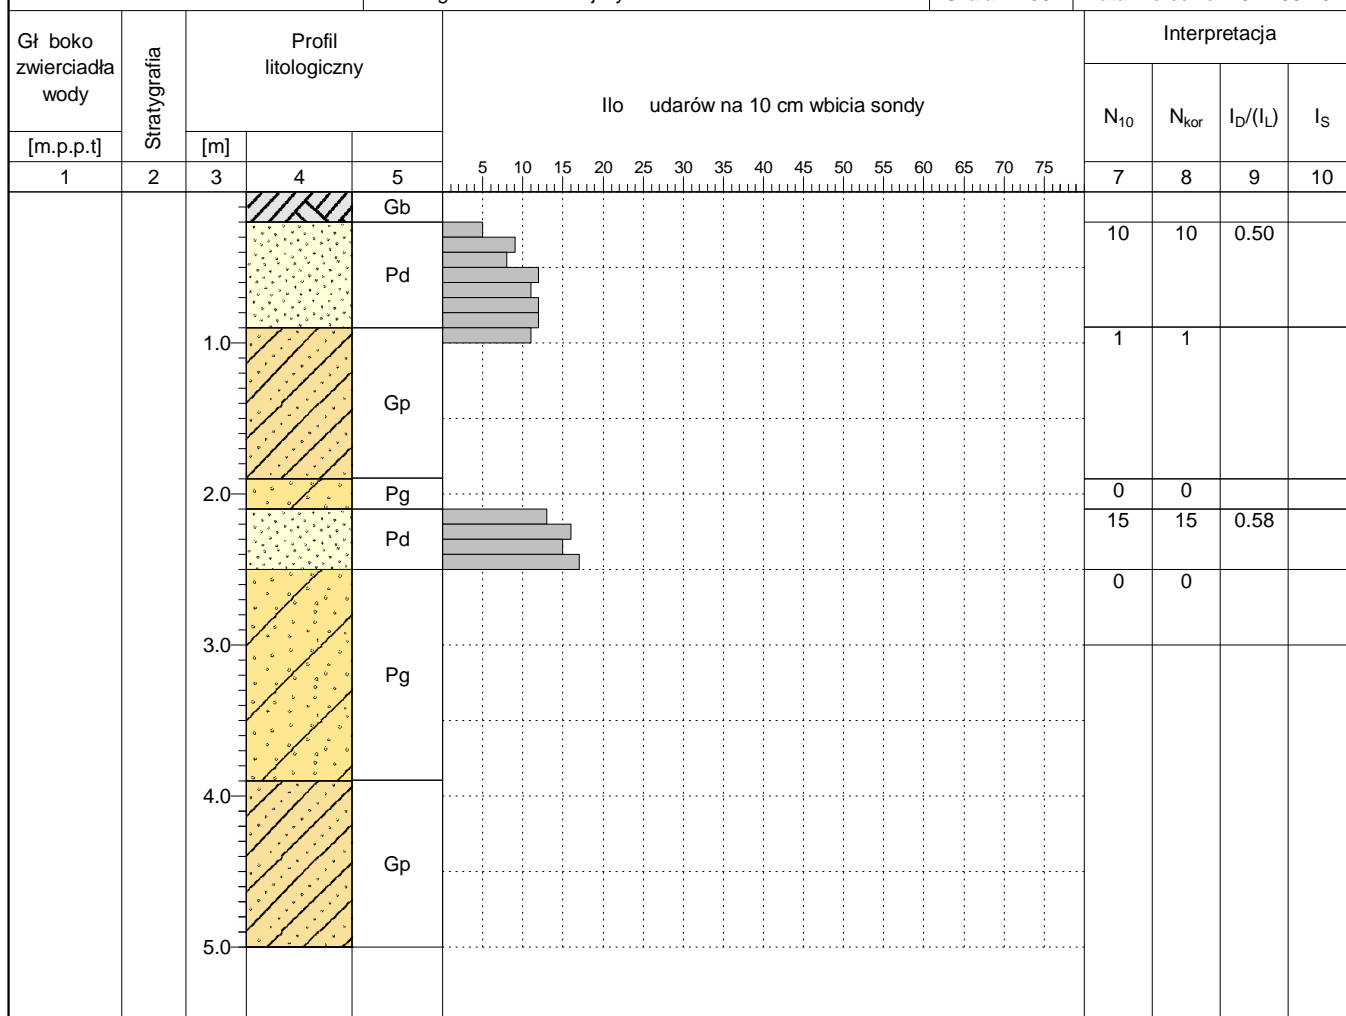 Gł boko
zwierciadła
wody
[m.p.p.t]
Stratygrafia
Profil
litologiczny
[m]
Ilo udarów na 10 cm wbicia sondy
Interpretacja
N10 Nkor ID/(IL) IS
5 10 15 20 25 30 35 40 45 50 55 60 65 70 75
1 2 3 4 5 7 8 9 10
Gb
Pd 10 10 0.50
1.0
Gp 1 1
2.0
Pg 0 0
Pd 15 15 0.58
0 0
3.0
Pg
4.0
Gp
5.0